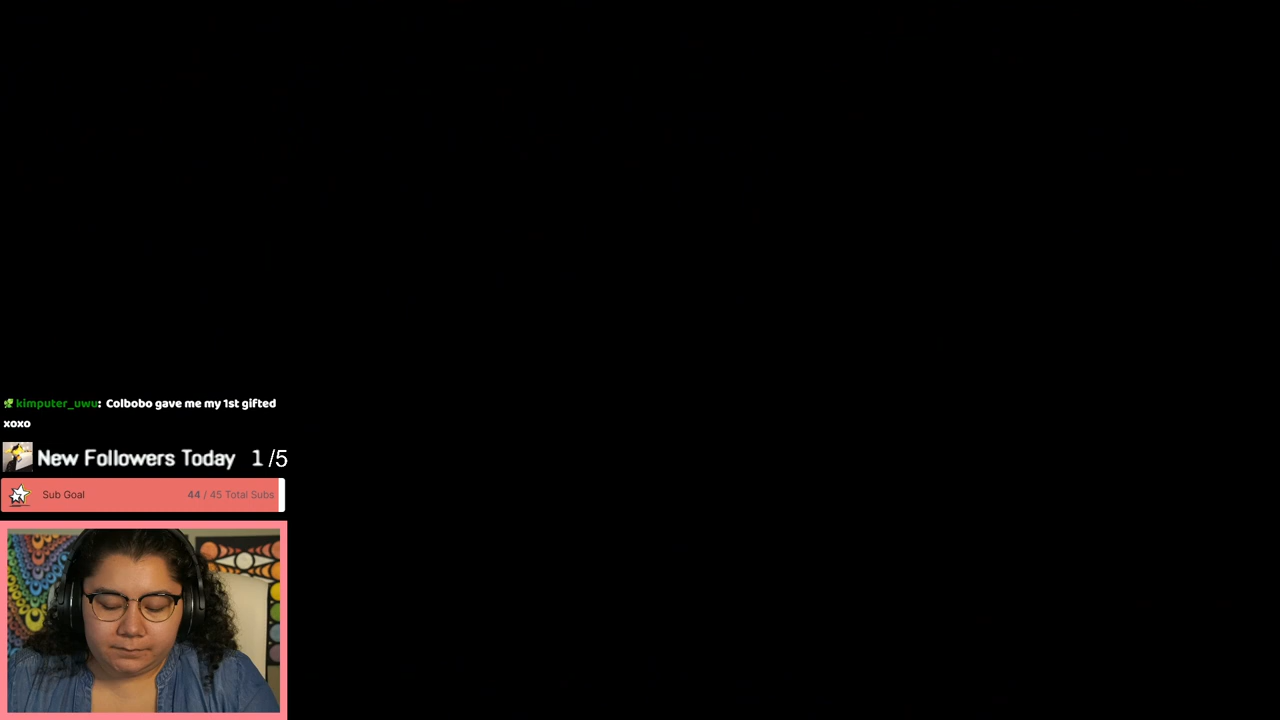 kimputer_uwu: Colbobo gave me my 1st gifted
xoxo
New Followers Today 1 /5
Sub Goal 44 / 45 Total Subs